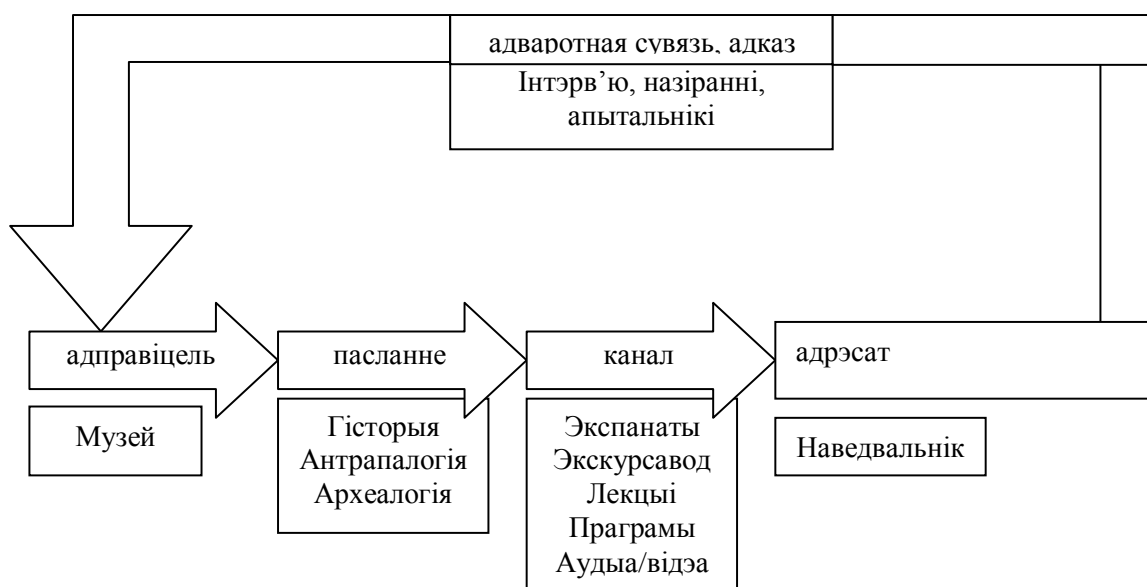 адваротная сувязь, адказ
Інтэрв’ю, назіранні,
апытальнікі
адправіцель
пасланне
канал
адрэсат
Музей
Гісторыя
Антрапалогія
Археалогія
Экспанаты
Экскурсавод
Лекцыі
Праграмы
Аудыа/відэа
Наведвальнік